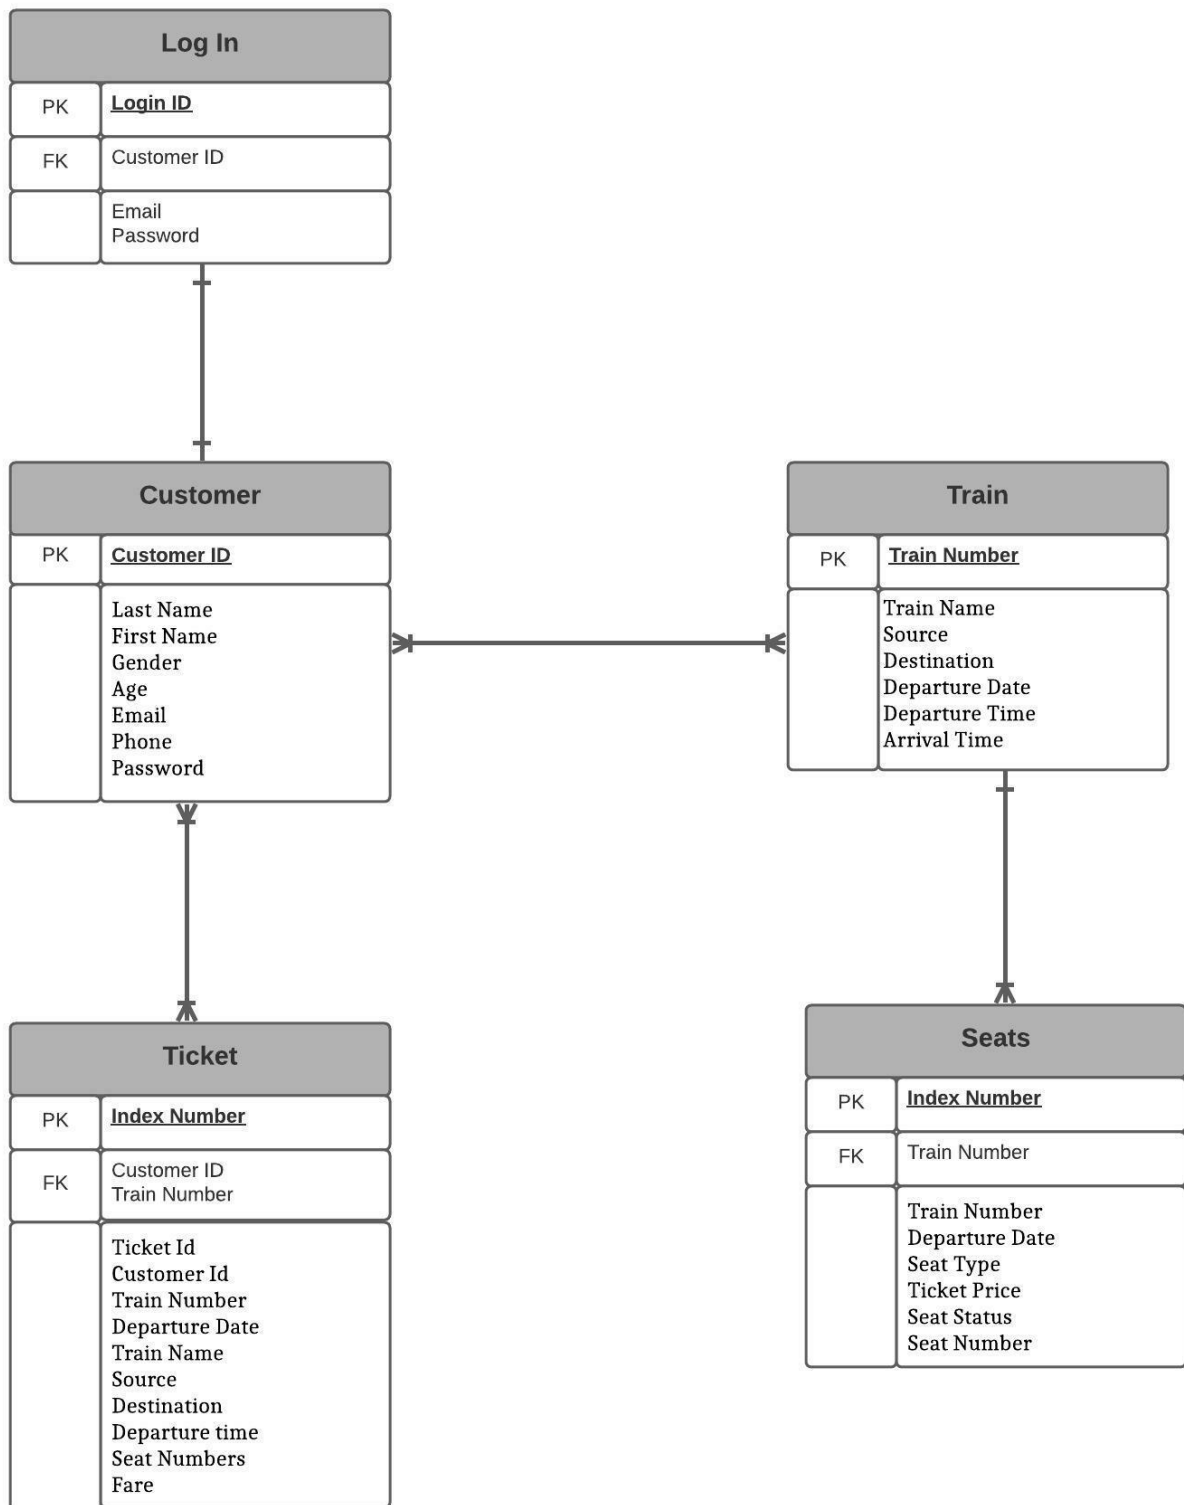 Log In
PK Login ID
FK Customer ID
Email
Password
Customer
PK Customer ID
Last Name
First Name
Gender
Age
Email
Phone
Password
Train
PK Train Number
Train Name
Source
Destination
Departure Date
Departure Time
Arrival Time
Ticket
PK Index Number
FK Customer ID
Train Number
Ticket Id
Customer Id
Train Number
Departure Date
Train Name
Source
Destination
Departure time
Seat Numbers
Fare
Seats
PK Index Number
FK Train Number
Train Number
Departure Date
Seat Type
Ticket Price
Seat Status
Seat Number